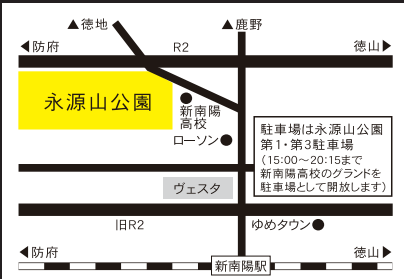 ▲徳地
▲鹿野
◀防府
R2
徳山▶
永源山公園
新南陽
高校
ローソン
駐車場は永源山公園
第1・第3駐車場
（15:00〜20:15まで
新南陽高校のグランドを
駐車場として開放します）
ヴェスタ
旧R2
ゆめタウン
◀防府
徳山▶
新南陽駅